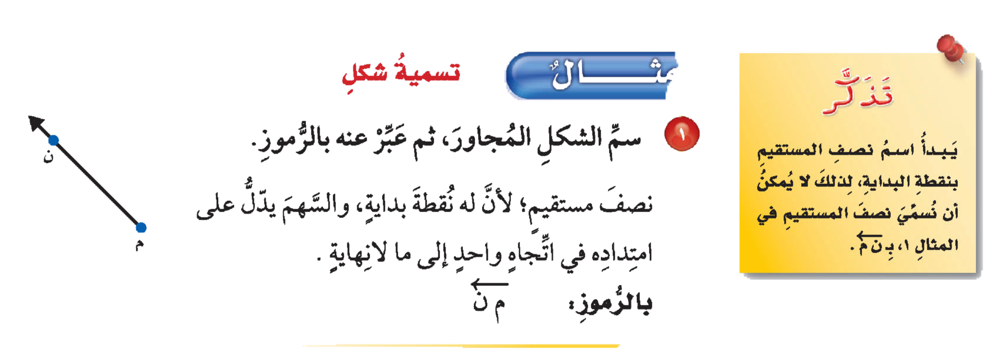 تَذَكَّر
يَبدأُ اسمُ نصفِ المستقيمِ
بنقطةِ البدايةِ، لِذلكَ لا يُمكنُ
أن نُسمِّيَ نصفَ المستقيمِ في
المثالِ ١، بِـ ن م .
مثالٌ تسميةُ شكلِ
١ سمِّ الشكلِ المُجاورَ، ثم عَبِّرْ عنه بالرُّموزِ.
نصفَ مستقيمٍ؛ لأنَّ له نُقطةَ بدايةٍ، والسَّهمَ يدّلُّ على
امتِدادِه في اتِّجاهٍ واحدٍ إلى ما لانِهايةٍ .
بالرُّموزِ: م ن
ن
م